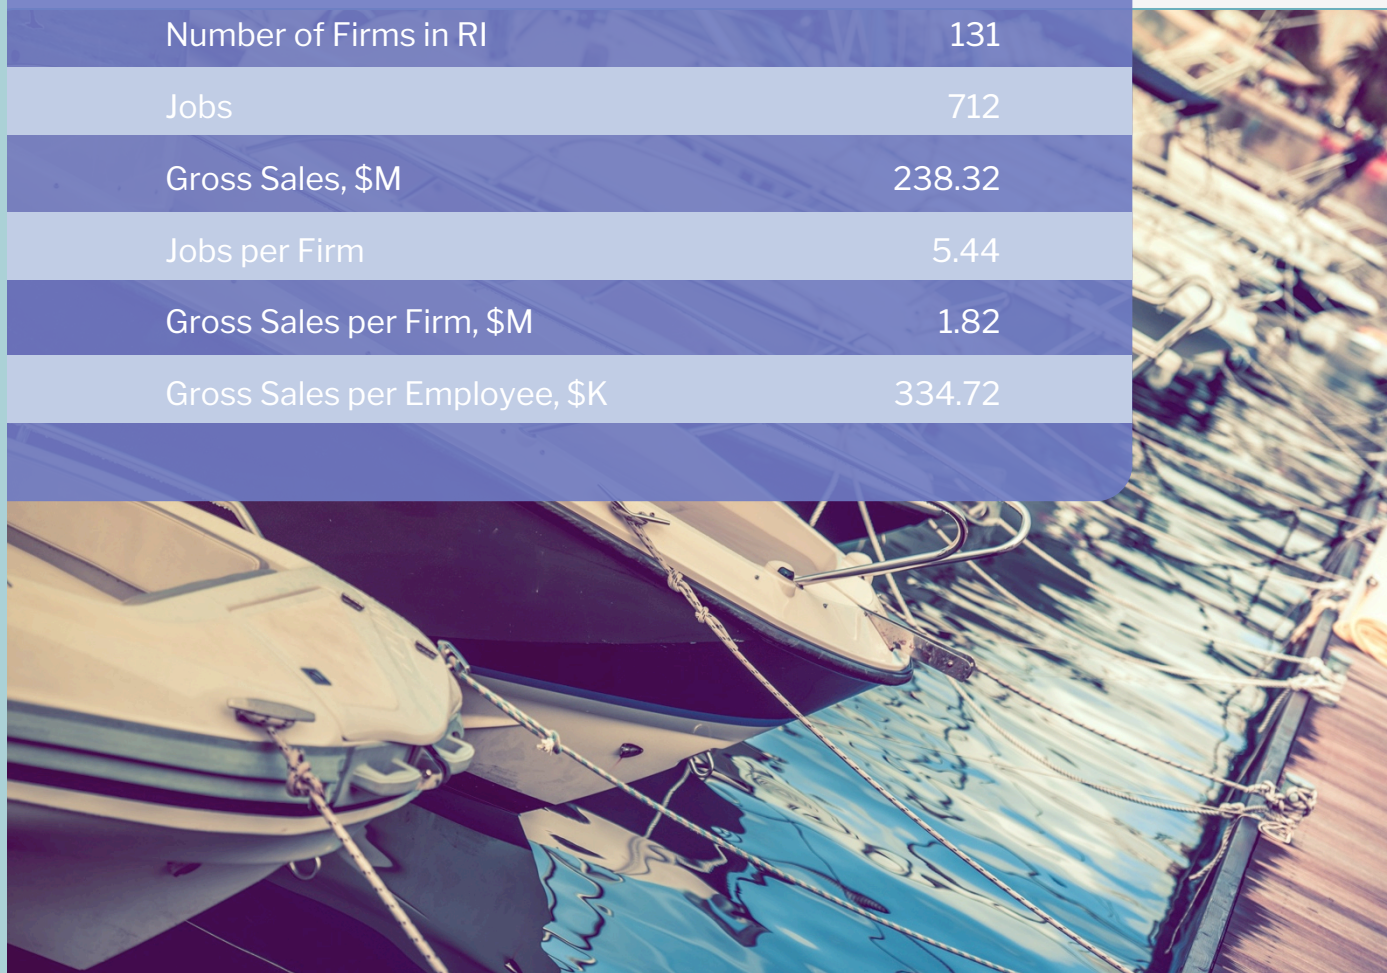 Number of Firms in RI 131
Jobs 712
Gross Sales, $M 238.32
Jobs per Firm 5.44
Gross Sales per Firm, $M 1.82
Gross Sales per Employee, $K 334.72